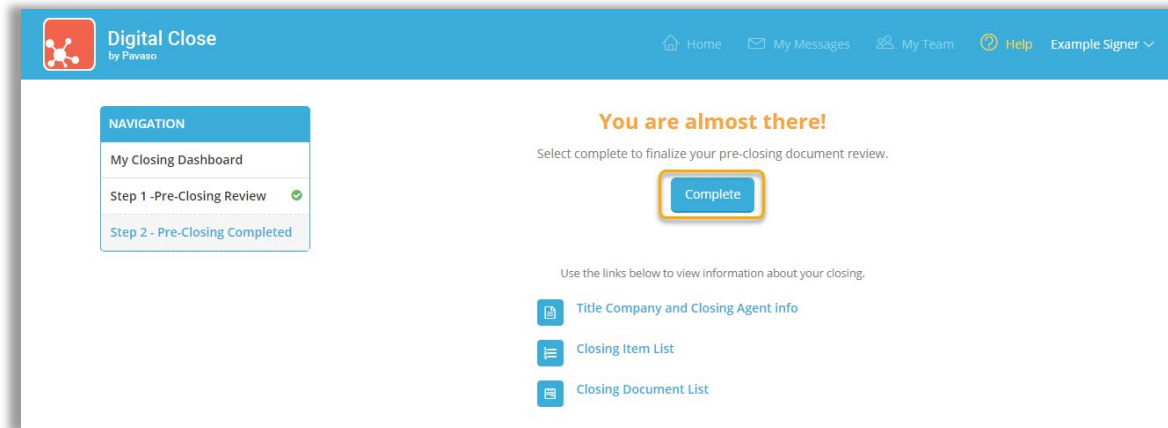 Digital Close
by Pavaso
Home My Messages My Team Help Example Signer
NAVIGATION
My Closing Dashboard
Step 1 -Pre-Closing Review
Step 2 - Pre-Closing Completed
You are almost there!
Select complete to finalize your pre-closing document review.
Complete
Use the links below to view information about your closing.
Title Company and Closing Agent info
Closing Item List
Closing Document List